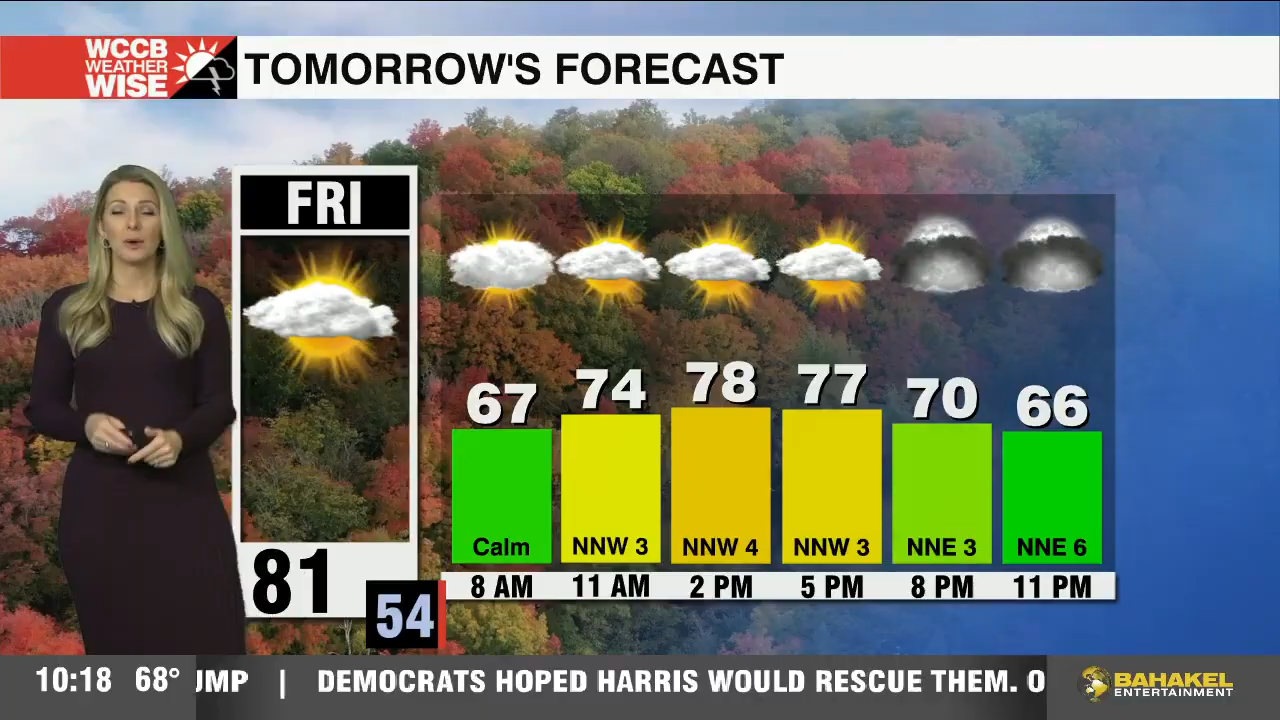 WCCB
WEATHER
WISE
TOMORROW'S FORECAST
FRI
81
54
67 74 78 77 70 66
Calm NNW 3 NNW 4 NNW 3 NNE 3 NNE 6
8 AM 11 AM 2 PM 5 PM 8 PM 11 PM
10:18 68° UMP | DEMOCRATS HOPED HARRIS WOULD RESCUE THEM. O
BAHAKEL
ENTERTAINMENT